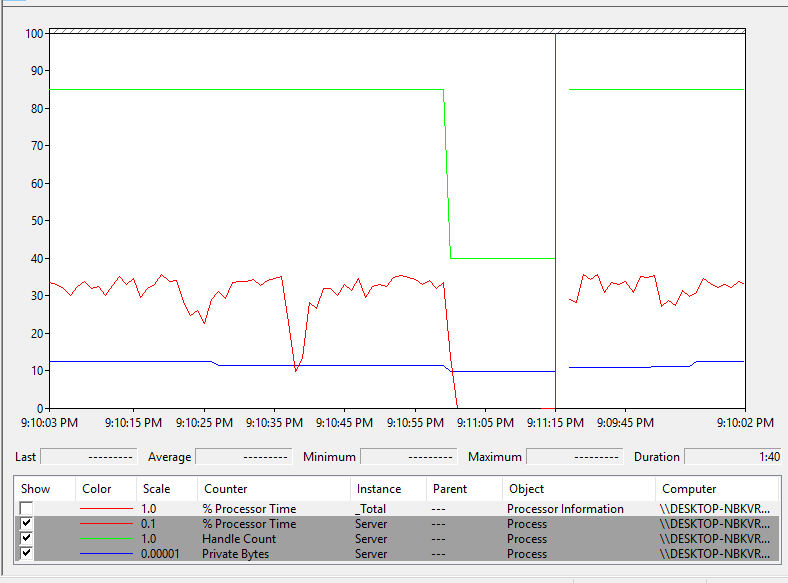 100
90
80
70
60
50
40
30
20
10
0
9:10:03 PM 9:10:15 PM 9:10:25 PM 9:10:35 PM 9:10:45 PM 9:10:55 PM 9:11:05 PM 9:11:15 PM 9:09:45 PM 9:10:02 PM
Last --------- Average --------- Minimum --------- Maximum --------- Duration 1:40
Show Color Scale Counter Instance Parent Object Computer
1.0 % Processor Time _Total --- Processor Information \\DESKTOP-NBKVR...
0.1 % Processor Time Server --- Process \\DESKTOP-NBKVR...
1.0 Handle Count Server --- Process \\DESKTOP-NBKVR...
0.00001 Private Bytes Server --- Process \\DESKTOP-NBKVR...